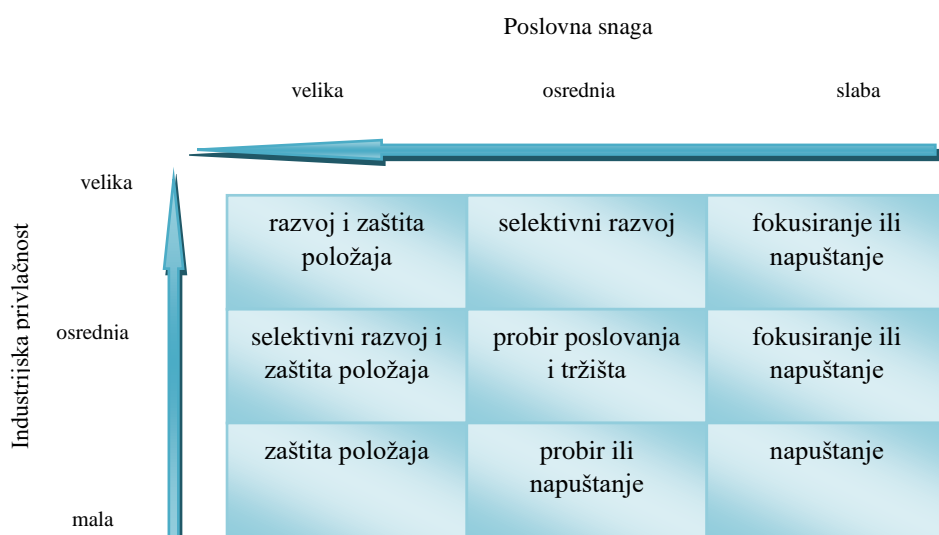 Poslovna snaga
velika
osrednja
slaba
velika
Industrijska privlačnost
osrednja
mala
razvoj i zaštita
položaja
selektivni razvoj
fokusiranje ili
napuštanje
selektivni razvoj i
zaštita položaja
probir poslovanja
i tržišta
fokusiranje ili
napuštanje
zaštita položaja
probir ili
napuštanje
napuštanje